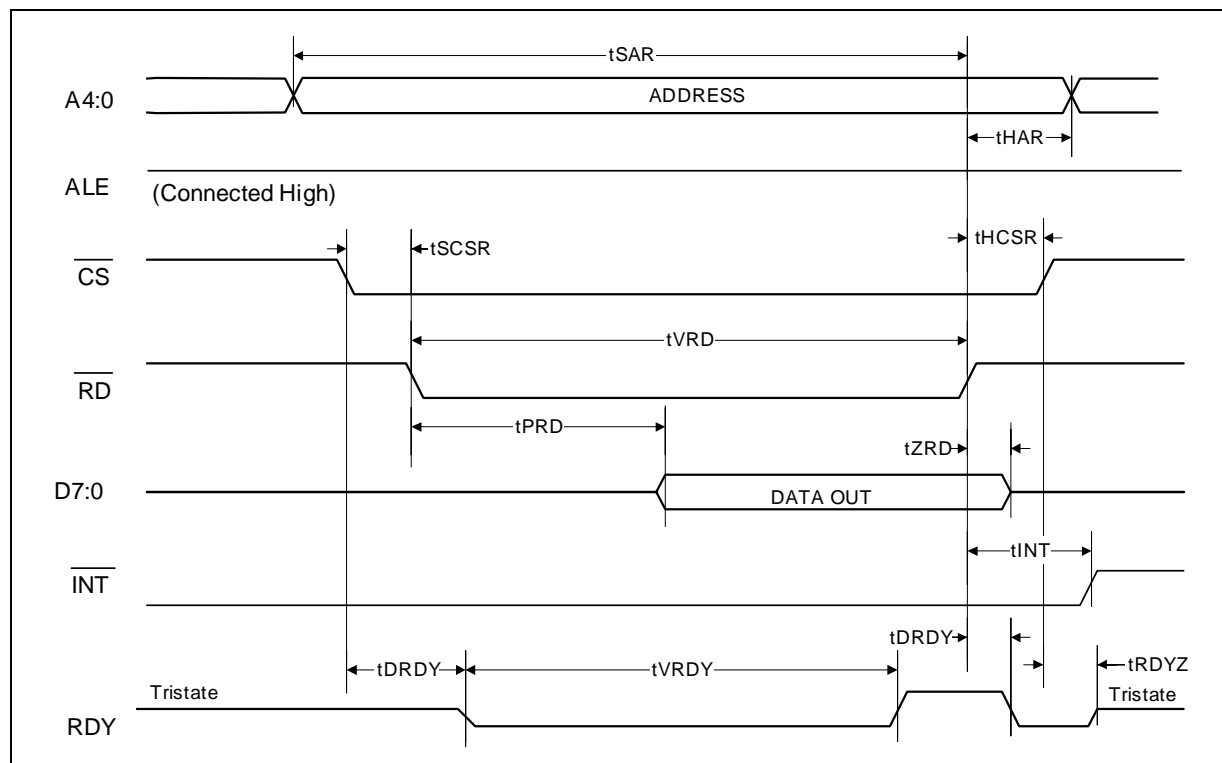 tSAR
A4:0
ADDRESS
tHAR
ALE
(Connected High)
tSCSR
tHCSR
CS
tVRD
RD
tPRD
tZRD
D7:0
DATA OUT
tINT
INT
tDRDY
tDRDY
tVRDY
tRDYZ
Tristate
Tristate
RDY